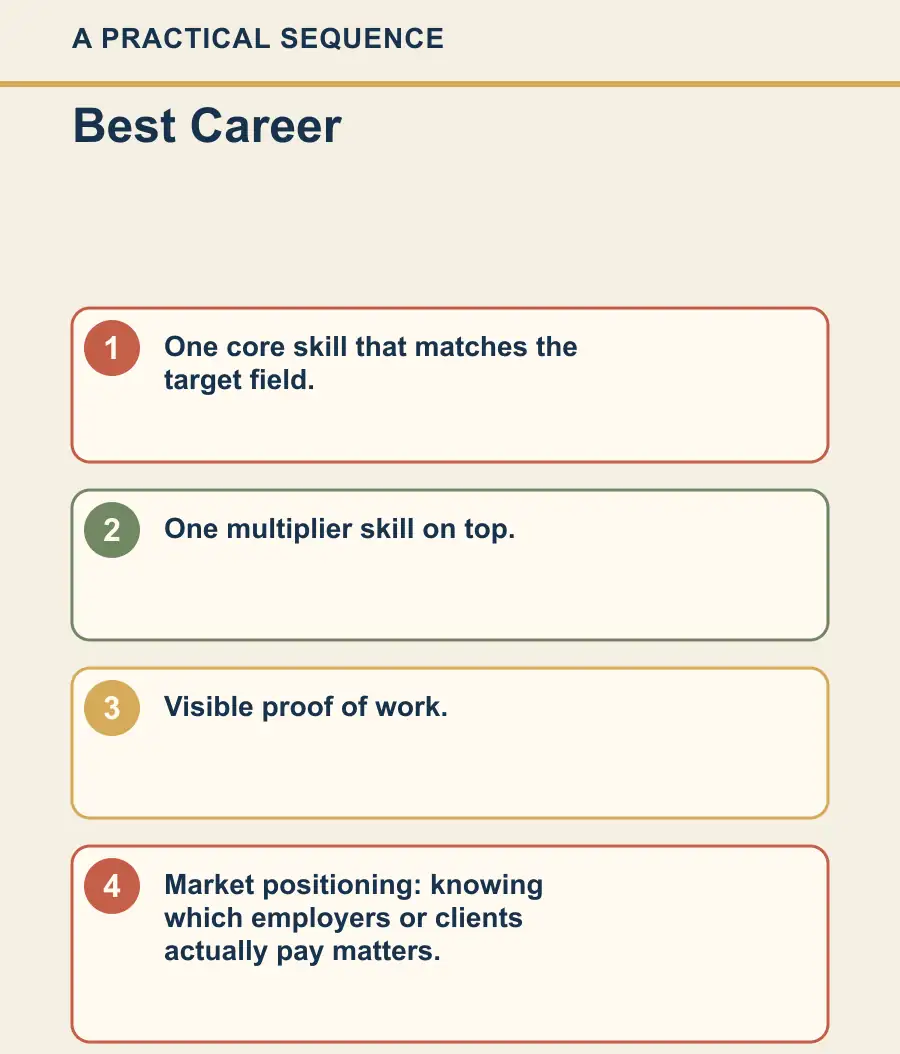 A PRACTICAL SEQUENCE
Best Career
1
One core skill that matches the
target field.
2
One multiplier skill on top.
3
Visible proof of work.
4
Market positioning: knowing
which employers or clients
actually pay matters.